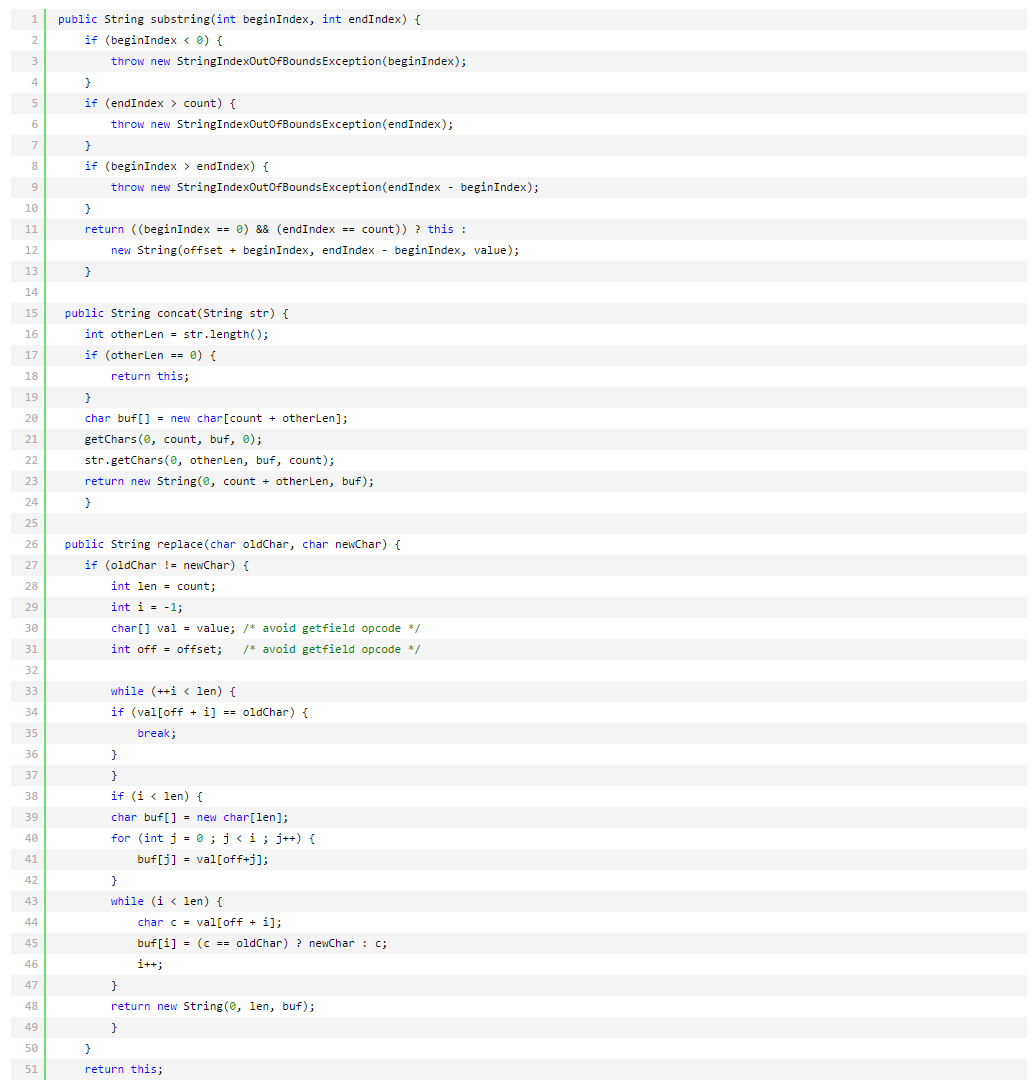 1 public String substring(int beginIndex, int endIndex) {
2     if (beginIndex < 0) {
3         throw new StringIndexOutOfBoundsException(beginIndex);
4     }
5     if (endIndex > count) {
6         throw new StringIndexOutOfBoundsException(endIndex);
7     }
8     if (beginIndex > endIndex) {
9         throw new StringIndexOutOfBoundsException(endIndex - beginIndex);
10     }
11     return ((beginIndex == 0) && (endIndex == count)) ? this :
12         new String(offset + beginIndex, endIndex - beginIndex, value);
13     }
14
15  public String concat(String str) {
16     int otherLen = str.length();
17     if (otherLen == 0) {
18         return this;
19     }
20     char buf[] = new char[count + otherLen];
21     getChars(0, count, buf, 0);
22     str.getChars(0, otherLen, buf, count);
23     return new String(0, count + otherLen, buf);
24     }
25
26  public String replace(char oldChar, char newChar) {
27     if (oldChar != newChar) {
28         int len = count;
29         int i = -1;
30         char[] val = value; /* avoid getfield opcode */
31         int off = offset;   /* avoid getfield opcode */
32
33         while (++i < len) {
34         if (val[off + i] == oldChar) {
35             break;
36         }
37         }
38         if (i < len) {
39         char buf[] = new char[len];
40         for (int j = 0 ; j < i ; j++) {
41             buf[j] = val[off+j];
42         }
43         while (i < len) {
44             char c = val[off + i];
45             buf[i] = (c == oldChar) ? newChar : c;
46             i++;
47         }
48         return new String(0, len, buf);
49         }
50     }
51     return this;